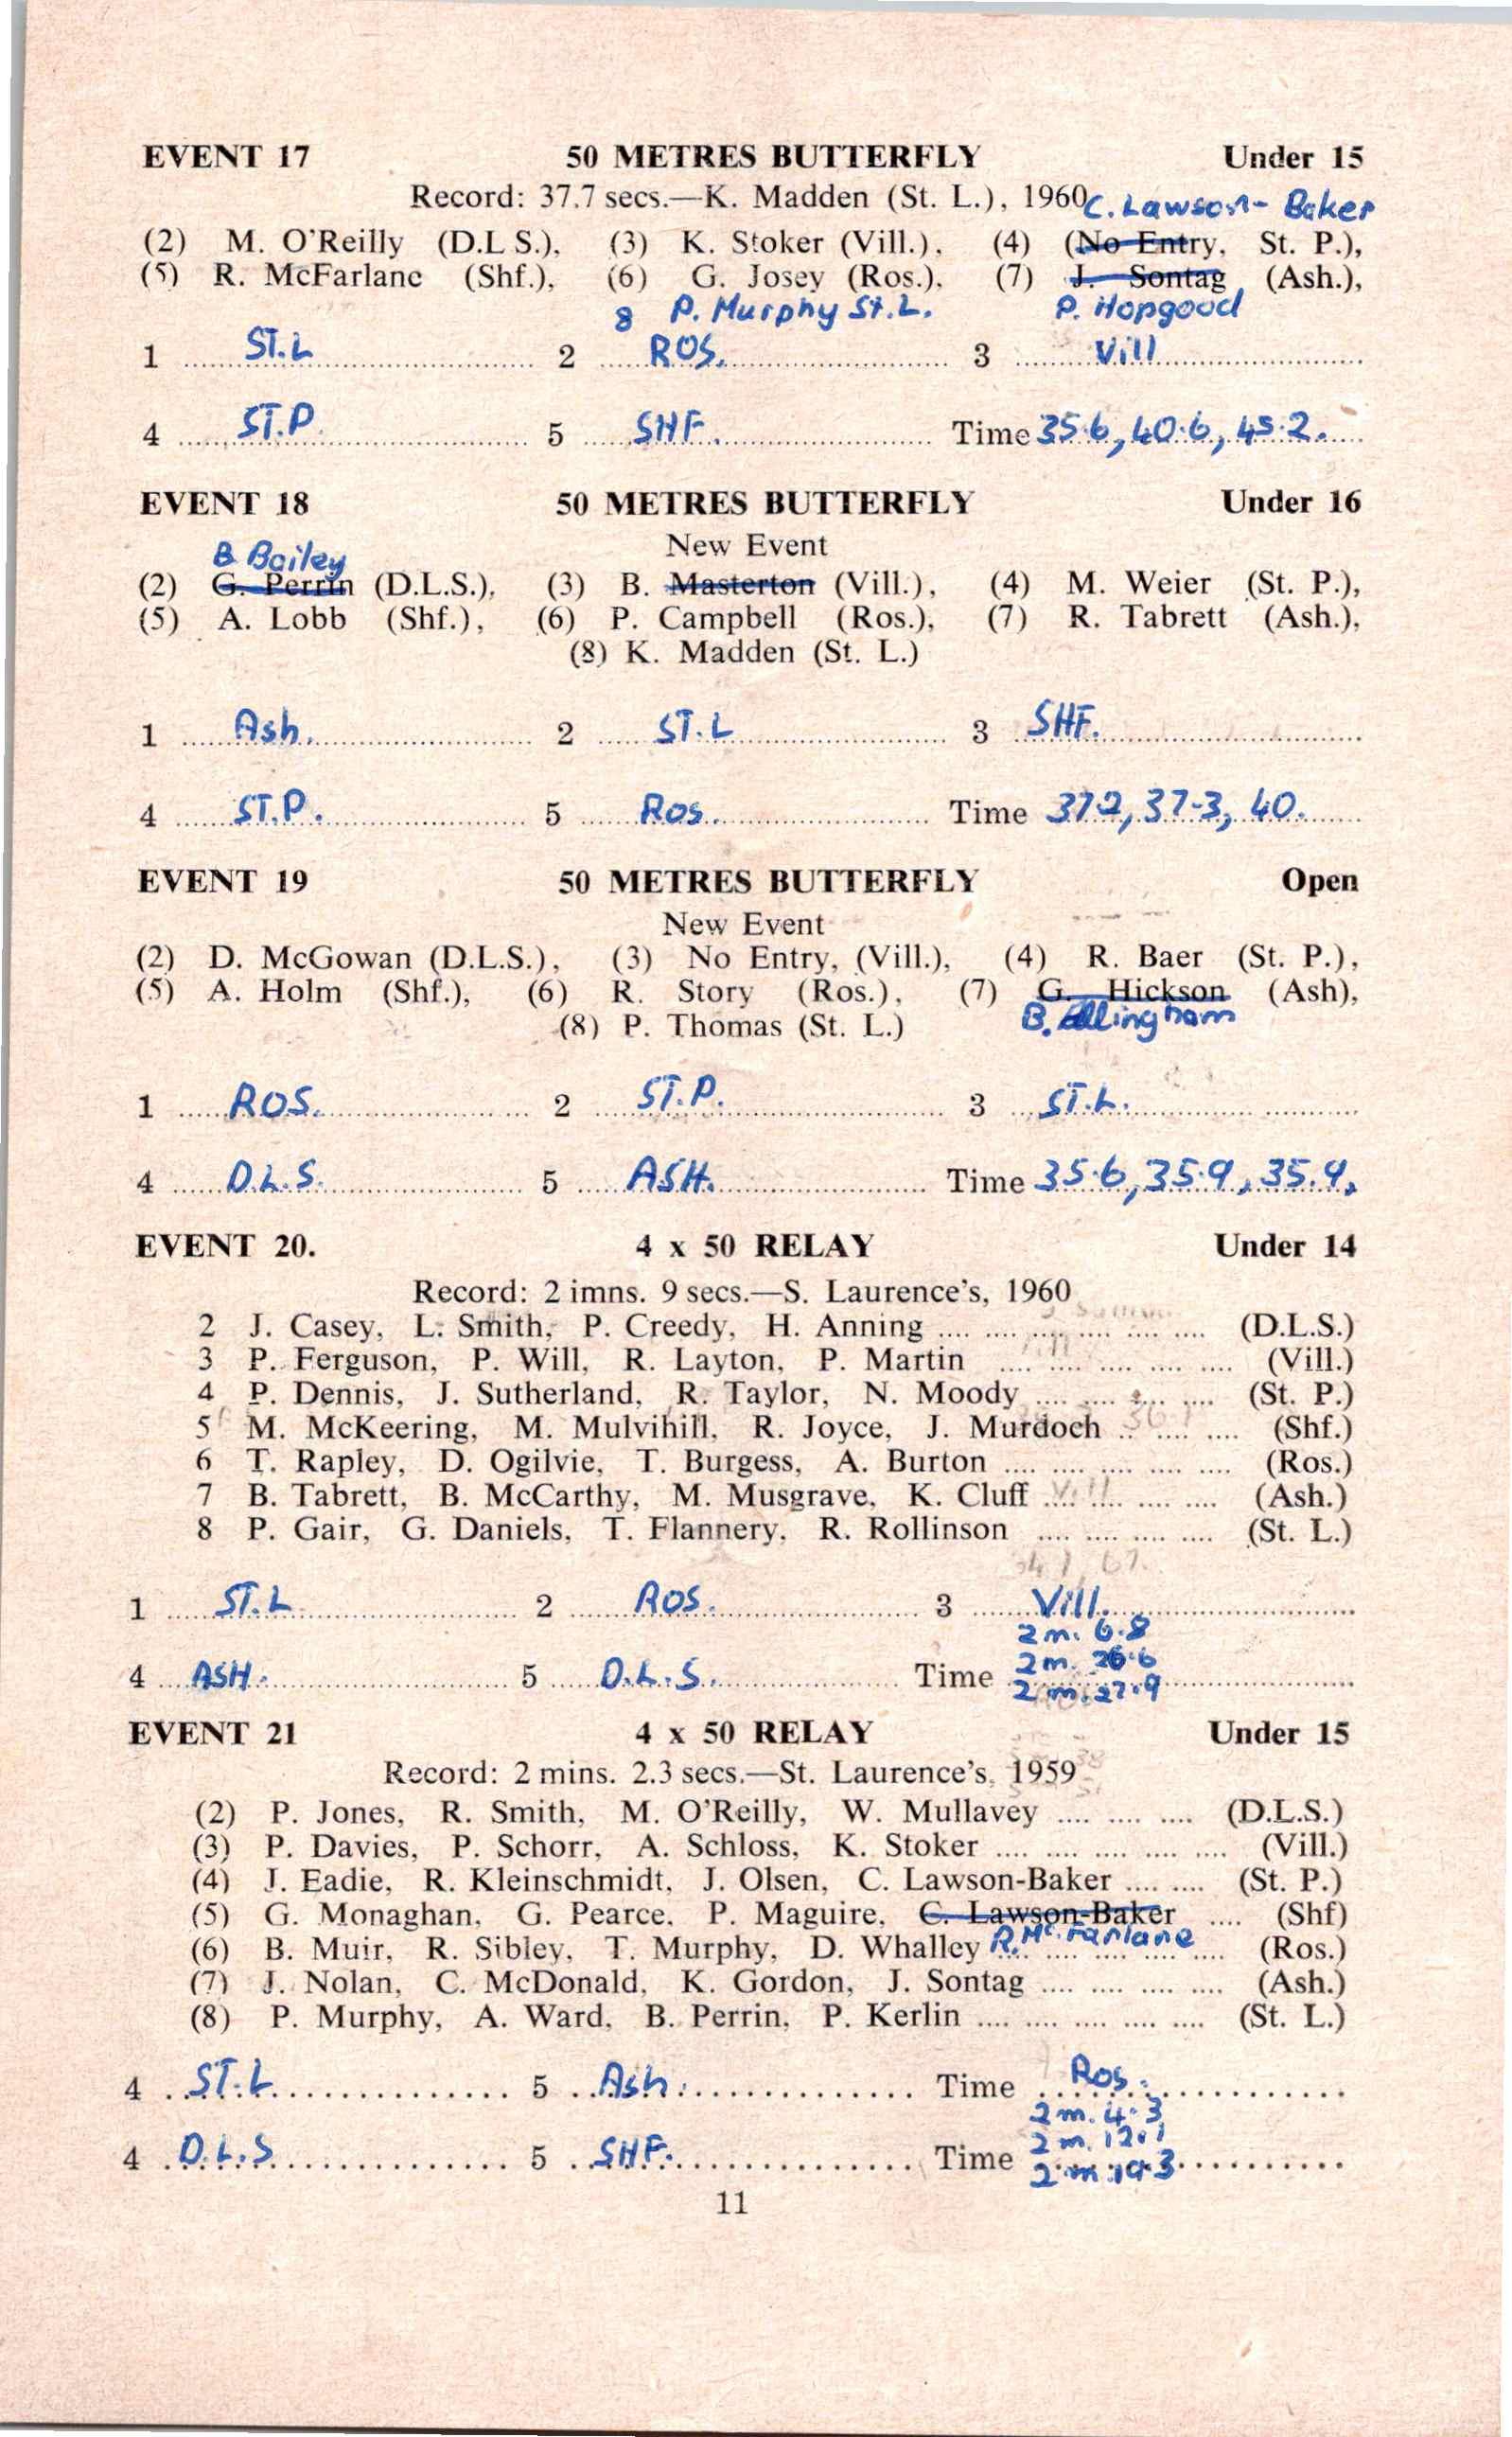 EVENT 17 50 METRES BUTTERFLY Under 15
Record: 37.7 secs.—K. Madden (St. L.), 1960
C. Lawson-Baker
(2) M. O'Reilly (D.L S.), (3) K. Stoker (Vill.), (4) (No Entry, St. P.),
(5) R. McFarlane (Shf.), (6) G. Josey (Ros.), (7) J. Sontag (Ash.),
8 P. Murphy St.L. P. Hopgood
1 ST.L 2 ROS. 3 Vill
4 ST.P. 5 SHF. Time 35.6, 40.6, 45.2.
EVENT 18 50 METRES BUTTERFLY Under 16
New Event
B Bailey
(2) G. Perrin (D.L.S.), (3) B. Masterton (Vill.), (4) M. Weier (St. P.),
(5) A. Lobb (Shf.), (6) P. Campbell (Ros.), (7) R. Tabrett (Ash.),
(8) K. Madden (St. L.)
1 Ash. 2 ST.L 3 SHF.
4 ST.P. 5 Ros. Time 37.2, 37.3, 40.
EVENT 19 50 METRES BUTTERFLY Open
New Event
(2) D. McGowan (D.L.S.), (3) No Entry, (Vill.), (4) R. Baer (St. P.),
(5) A. Holm (Shf.), (6) R. Story (Ros.), (7) G. Hickson (Ash),
(8) P. Thomas (St. L.) B. Ellingham
1 ROS. 2 ST.P. 3 ST.L.
4 D.L.S. 5 ASH. Time 35.6, 35.9, 35.9.
EVENT 20. 4 x 50 RELAY Under 14
Record: 2 imns. 9 secs.—S. Laurence's, 1960
2 J. Casey, L. Smith, P. Creedy, H. Anning .... .... .... .... .... .... (D.L.S.)
3 P. Ferguson, P. Will, R. Layton, P. Martin .... .... .... .... .... (Vill.)
4 P. Dennis, J. Sutherland, R. Taylor, N. Moody .... .... .... .... (St. P.)
5 M. McKeering, M. Mulvihill, R. Joyce, J. Murdoch .. .... .... (Shf.)
6 T. Rapley, D. Ogilvie, T. Burgess, A. Burton .... .... .... .... .... (Ros.)
7 B. Tabrett, B. McCarthy, M. Musgrave, K. Cluff .... .... .... .... (Ash.)
8 P. Gair, G. Daniels, T. Flannery, R. Rollinson .... .... .... .... (St. L.)
1 ST.L 2 ROS. 3 Vill.
2 m. 6.8
4 ASH. 5 D.L.S. Time 2 m. 26.6
2 m. 27.9
EVENT 21 4 x 50 RELAY Under 15
Record: 2 mins. 2.3 secs.—St. Laurence's, 1959
(2) P. Jones, R. Smith, M. O'Reilly, W. Mullavey .... .... .... (D.L.S.)
(3) P. Davies, P. Schorr, A. Schloss, K. Stoker .... .... .... .... .... (Vill.)
(4) J. Eadie, R. Kleinschmidt, J. Olsen, C. Lawson-Baker .... .... (St. P.)
(5) G. Monaghan, G. Pearce, P. Maguire, C. Lawson-Baker .... (Shf)
(6) B. Muir, R. Sibley, T. Murphy, D. Whalley R. McFarlane .... (Ros.)
(7) J. Nolan, C. McDonald, K. Gordon, J. Sontag .... .... .... .... (Ash.)
(8) P. Murphy, A. Ward, B. Perrin, P. Kerlin .... .... .... .... .... (St. L.)
4 ST.L 5 Ash. Time Ros.
2 m. 4.3
2 m. 12.1
4 D.L.S 5 SHF. Time 2 m. 19.3
11